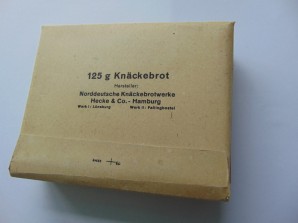 125 g Knäckebrot
Hersteller:
Norddeutsche Knäckebrotwerke
Hacke & Co. - Hamburg
Werk I: Lüneburg Werk II: Fallingbostel